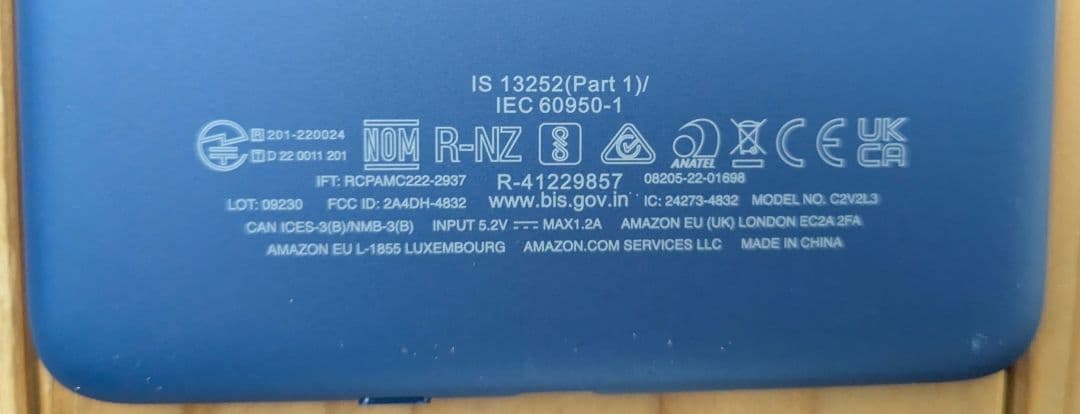 IS 13252(Part 1)/
IEC 60950-1
R 201-220024
T D 22 0011 201
NOM R-NZ ANATEL CE UK CA
IFT: RCPAMC222-2937 R-41229857 08205-22-01698
LOT: 09230 FCC ID: 2A4DH-4832 www.bis.gov.in IC: 24273-4832 MODEL NO. C2V2L3
CAN ICES-3(B)/NMB-3(B) INPUT 5.2V MAX1.2A AMAZON EU (UK) LONDON EC2A 2FA
AMAZON EU L-1855 LUXEMBOURG AMAZON.COM SERVICES LLC MADE IN CHINA